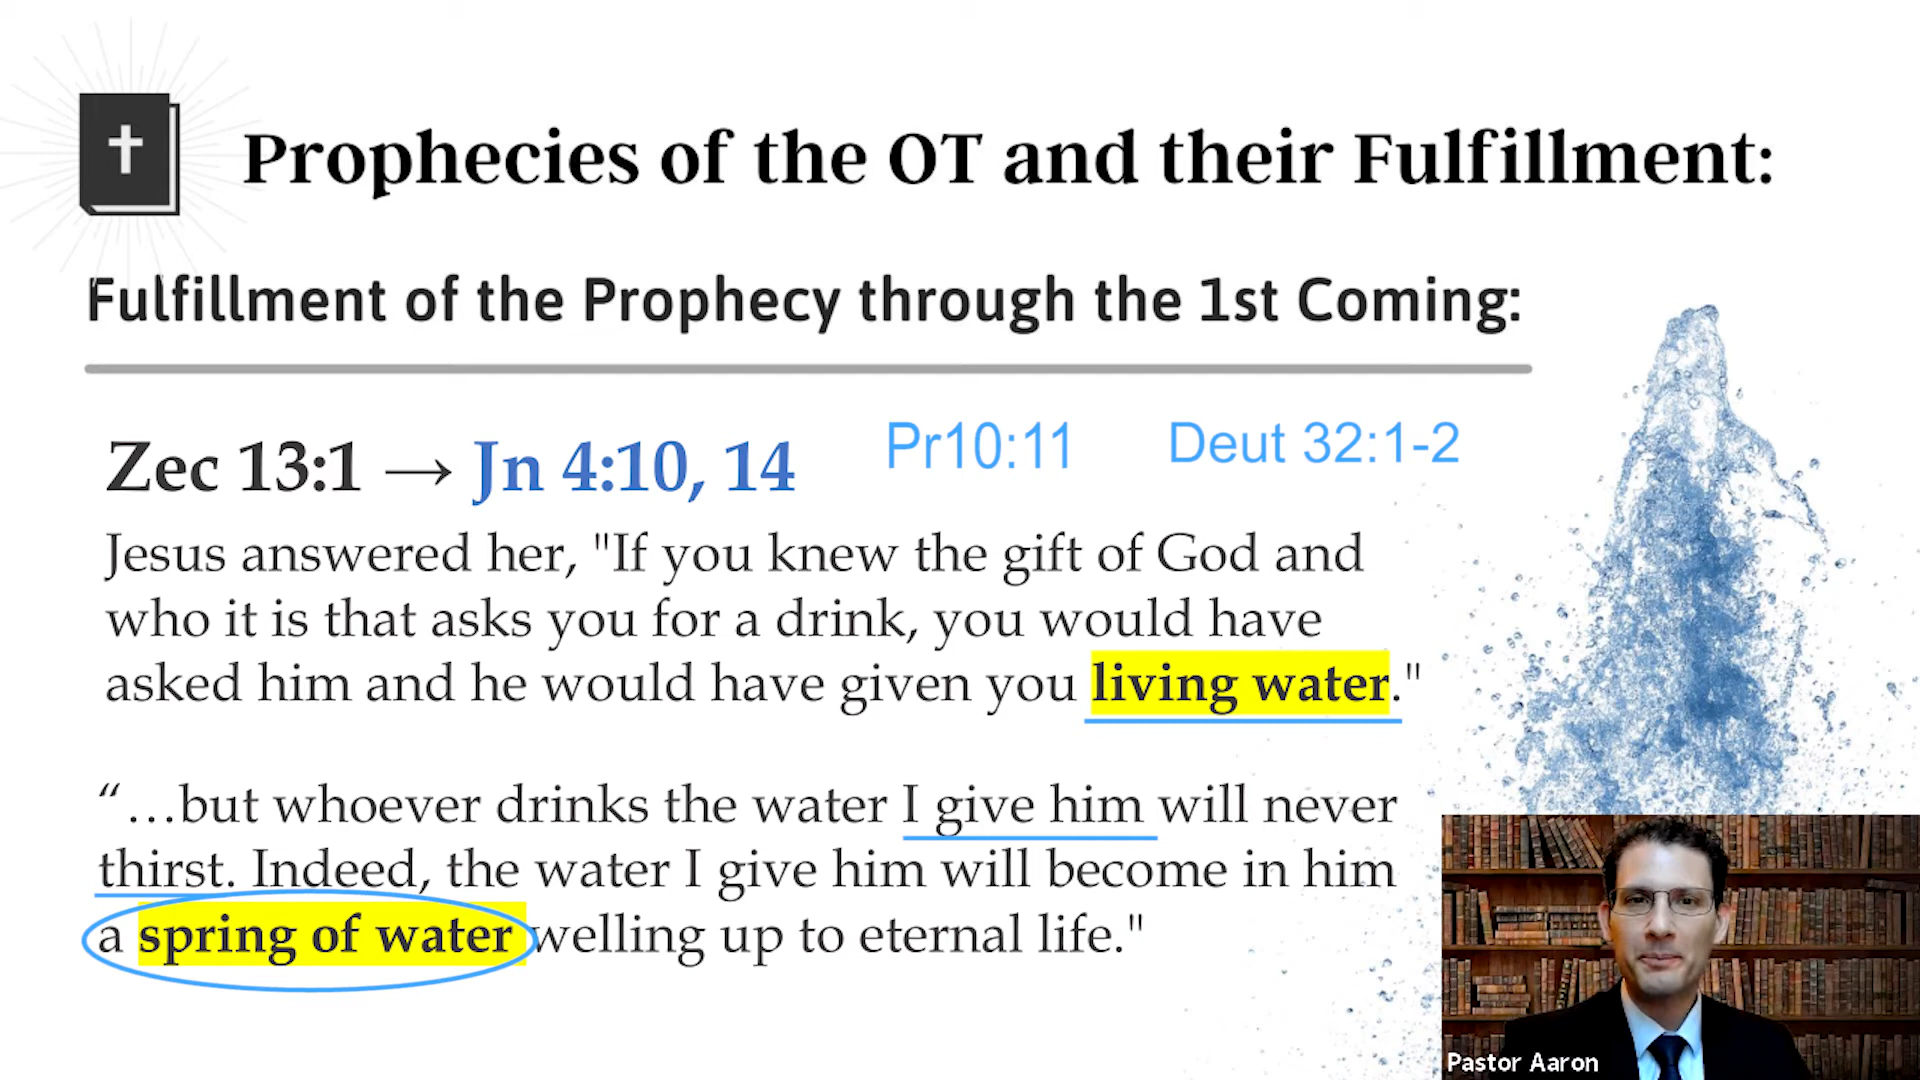 Prophecies of the OT and their Fulfillment:
Fulfillment of the Prophecy through the 1st Coming:
Zec 13:1 → Jn 4:10, 14 Pr10:11 Deut 32:1-2
Jesus answered her, "If you knew the gift of God and
who it is that asks you for a drink, you would have
asked him and he would have given you living water."
“…but whoever drinks the water I give him will never
thirst. Indeed, the water I give him will become in him
a spring of water welling up to eternal life."
Pastor Aaron